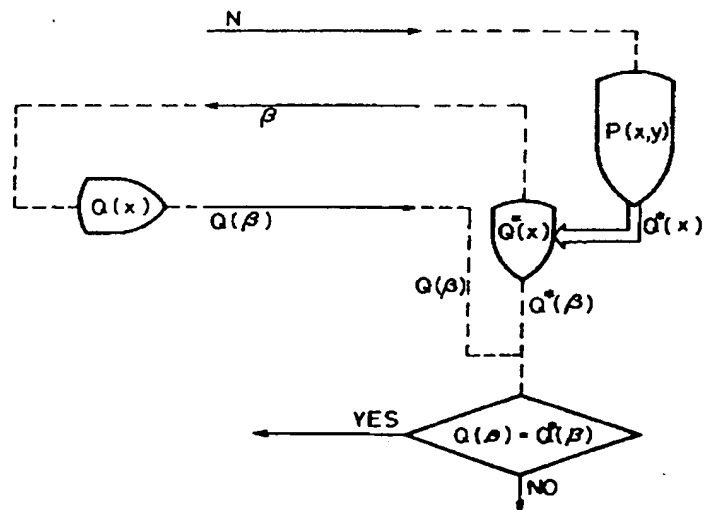 N
P(x,y)
β
Q(x)
Q(β)
Q*(x)
Q*(x)
Q(β)
Q*(β)
YES
Q(β) = Q*(β)
NO